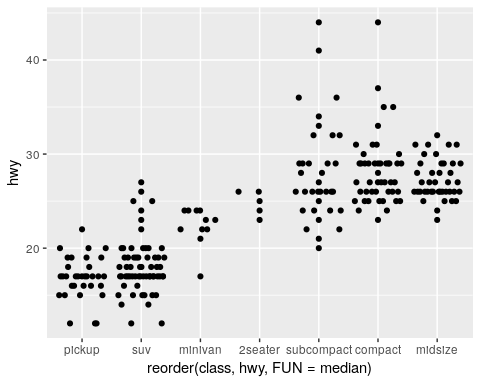 40
30
20
hwy
pickup suv minivan 2seater subcompact compact midsize
reorder(class, hwy, FUN = median)